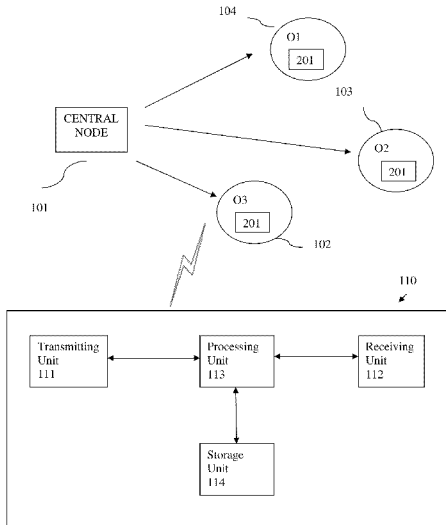 104
O1
201
103
CENTRAL
NODE
O2
201
101
O3
201
102
110
Transmitting
Unit
111
Processing
Unit
113
Receiving
Unit
112
Storage
Unit
114